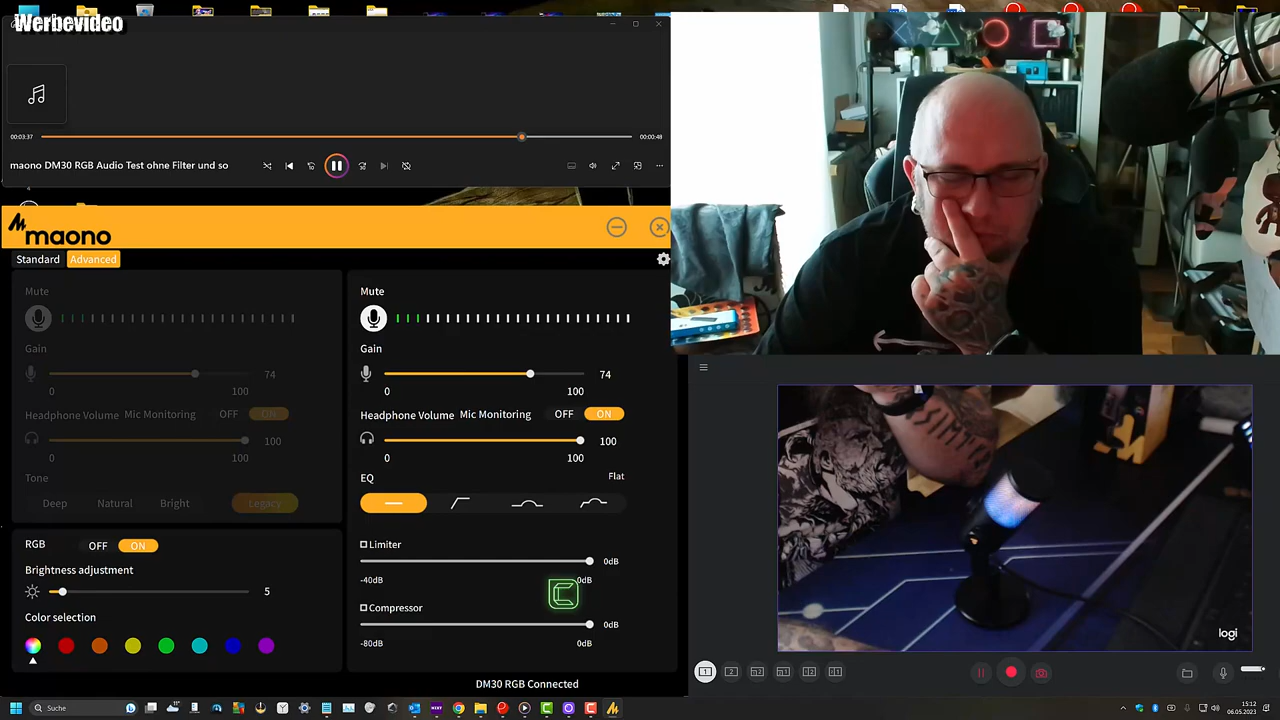 Werbevideo
00:03:37
00:00:48
maono DM30 RGB Audio Test ohne Filter und so
maono
Standard
Advanced
Mute
Gain
74
0
100
Headphone Volume
Mic Monitoring
OFF
ON
100
0
100
Tone
Deep
Natural
Bright
Legacy
Mute
Gain
74
0
100
Headphone Volume
Mic Monitoring
OFF
ON
100
0
100
EQ
Flat
Limiter
0dB
-40dB
0dB
Compressor
0dB
-80dB
0dB
RGB
OFF
ON
Brightness adjustment
5
Color selection
DM30 RGB Connected
logi
Suche
15:12
06.05.2023